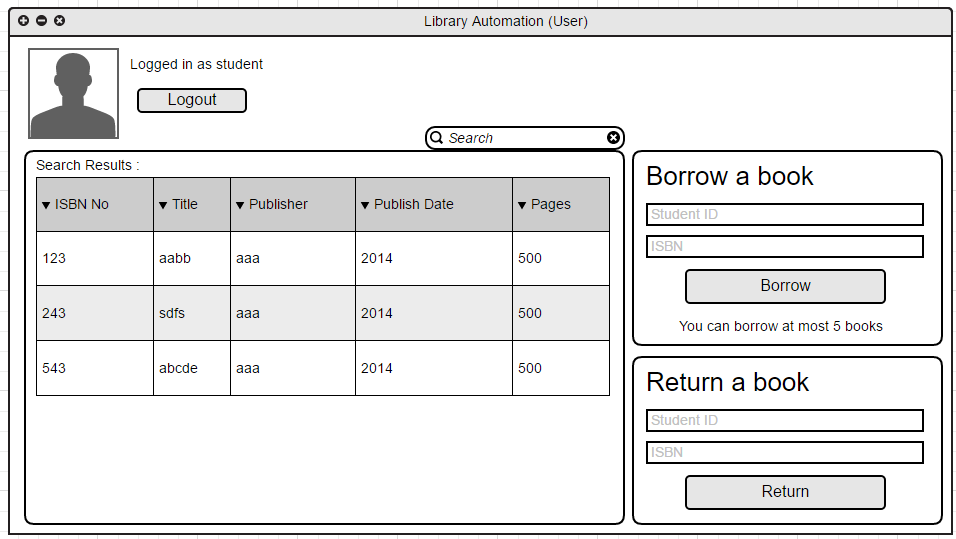 Library Automation (User)
Logged in as student
Logout
Search
Search Results :
ISBN No Title Publisher Publish Date Pages
123 aabb aaa 2014 500
243 sdfs aaa 2014 500
543 abcde aaa 2014 500
Borrow a book
Student ID
ISBN
Borrow
You can borrow at most 5 books
Return a book
Student ID
ISBN
Return